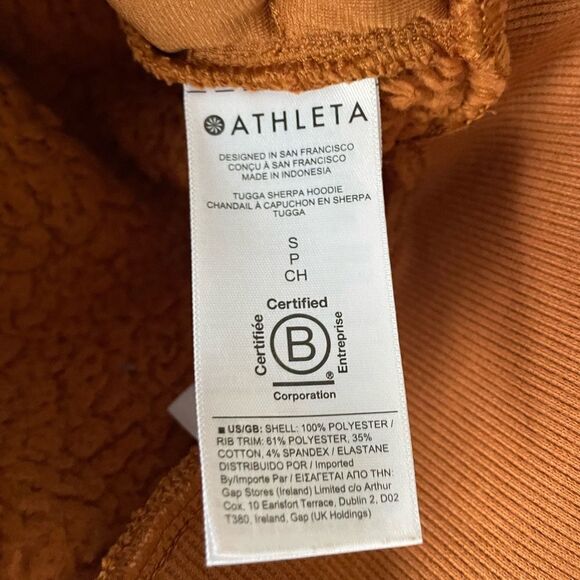 ATHLETA
DESIGNED IN SAN FRANCISCO
CONÇU À SAN FRANCISCO
MADE IN INDONESIA
TUGGA SHERPA HOODIE
CHANDAIL À CAPUCHON EN SHERPA
TUGGA
S
P
CH
Certified
Certifiée
B
Entreprise
®
Corporation
■ US/GB: SHELL: 100% POLYESTER /
RIB TRIM: 61% POLYESTER, 35%
COTTON, 4% SPANDEX / ELASTANE
DISTRIBUIDO POR / Imported
By/Importe Par / ΕΙΣΑΓΕΤΑΙ ΑΠΟ ΤΗΝ:
Gap Stores (Ireland) Limited c/o Arthur
Cox, 10 Earlsfort Terrace, Dublin 2, D02
T380, Ireland, Gap (UK Holdings)